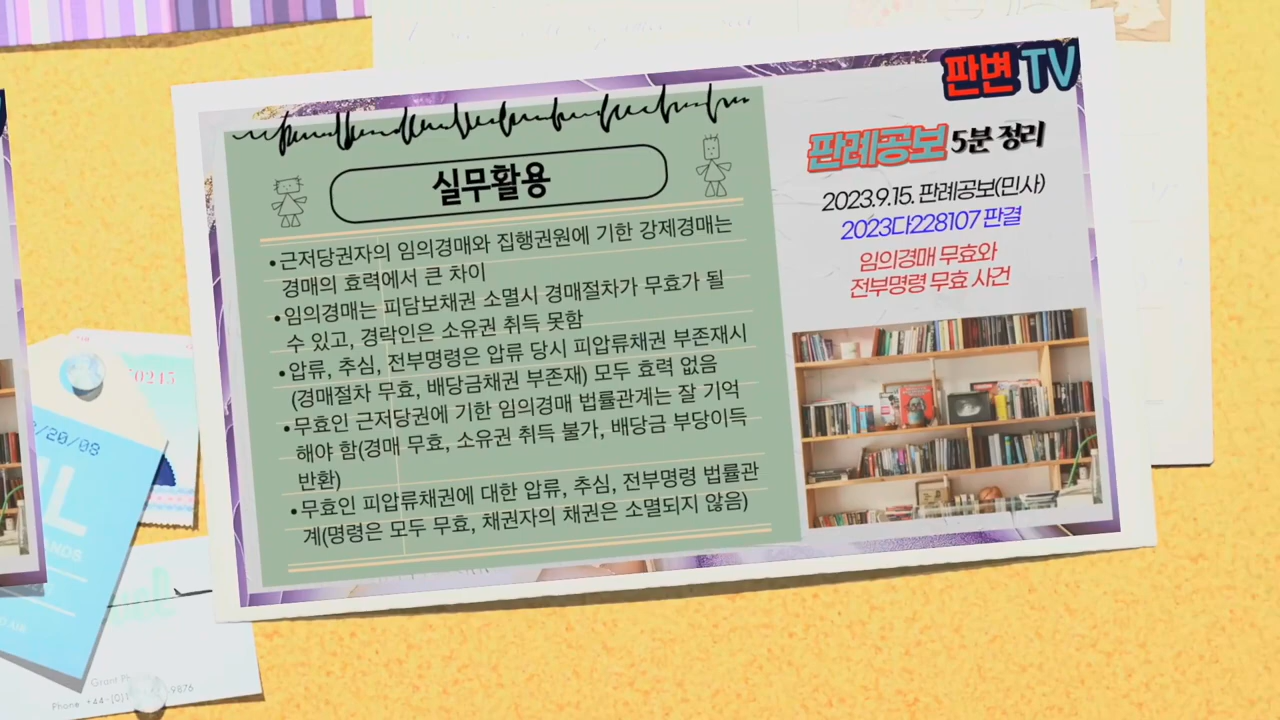 판변 TV
판례공보 5분 정리
2023.9.15. 판례공보(민사)
2023다228107 판결
임의경매 무효와
전부명령 무효 사건
실무활용
•근저당권자의 임의경매와 집행권원에 기한 강제경매는
경매의 효력에서 큰 차이
•임의경매는 피담보채권 소멸시 경매절차가 무효가 될
수 있고, 경락인은 소유권 취득 못함
•압류, 추심, 전부명령은 압류 당시 피압류채권 부존재시
(경매절차 무효, 배당금채권 부존재) 모두 효력 없음
•무효인 근저당권에 기한 임의경매 법률관계는 잘 기억
해야 함(경매 무효, 소유권 취득 불가, 배당금 부당이득
반환)
•무효인 피압류채권에 대한 압류, 추심, 전부명령 법률관
계(명령은 모두 무효, 채권자의 채권은 소멸되지 않음)
/20/08
Phone +44-(0)1 9876